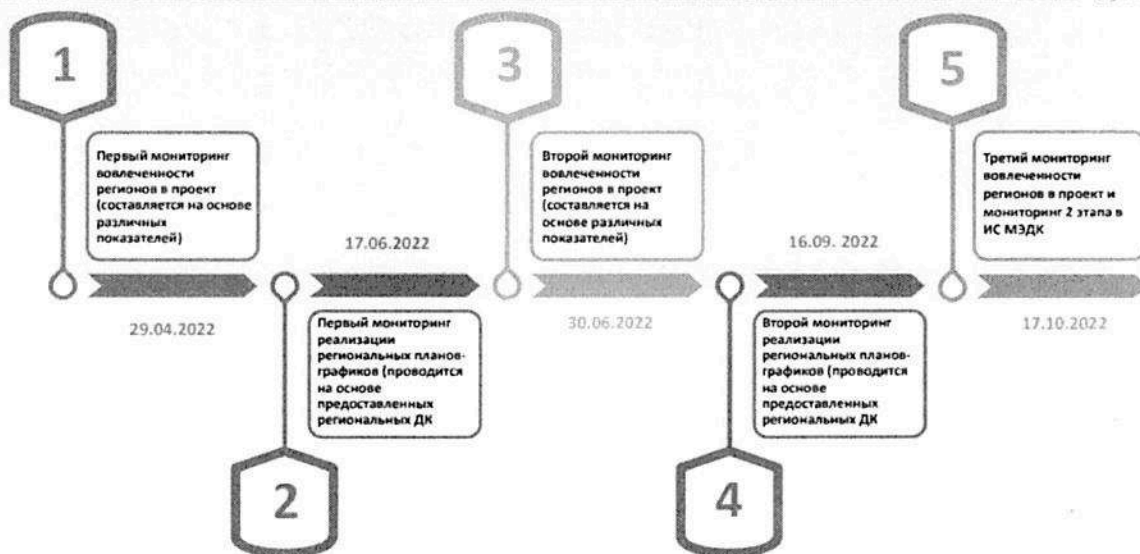 1
Первый мониторинг
вовлеченности
регионов в проект
(составляется на основе
различных
показателей)
29.04.2022
17.06.2022
Первый мониторинг
реализации
региональных планов-
графиков (проводится
на основе
предоставленных
региональных ДК
2
3
Второй мониторинг
вовлеченности
регионов в проект
(составляется на
основе различных
показателей)
30.06.2022
16.09. 2022
Второй мониторинг
реализации
региональных планов-
графиков (проводится
на основе
предоставленных
региональных ДК
4
5
Третий мониторинг
вовлеченности
регионов в проект и
мониторинг 2 этапа в
ИС МЭДК
17.10.2022